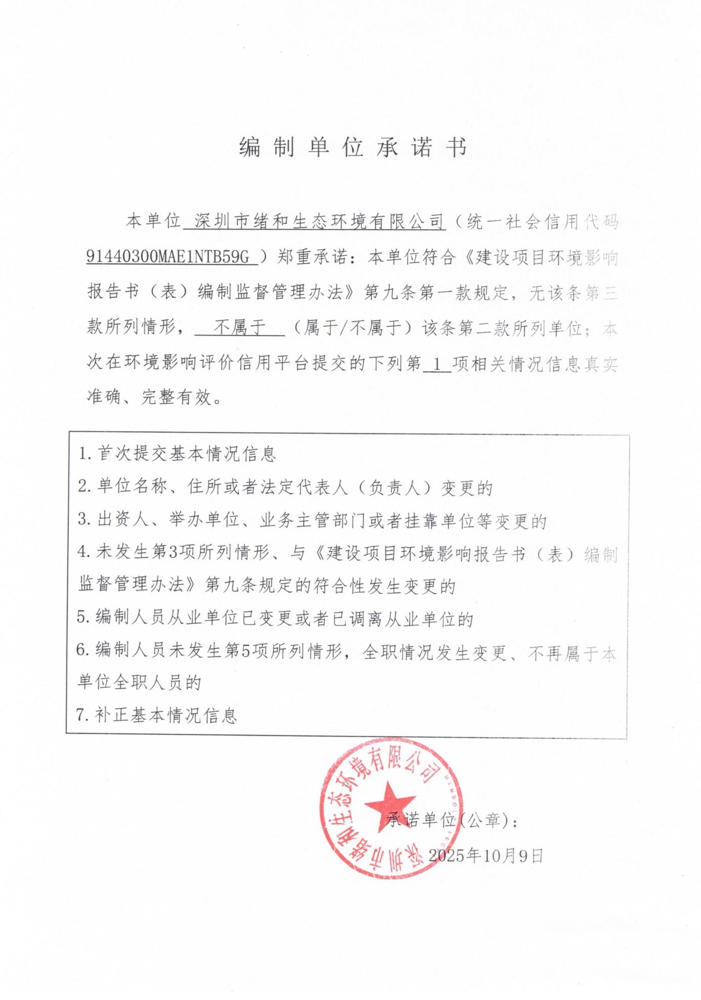 编制单位承诺书
本单位 深圳市绪和生态环境有限公司（统一社会信用代码
91440300MAE1NTB59G ）郑重承诺：本单位符合《建设项目环境影响
报告书（表）编制监督管理办法》第九条第一款规定，无该条第三
款所列情形， 不属于 （属于/不属于）该条第二款所列单位；本
次在环境影响评价信用平台提交的下列第 1 项相关情况信息真实
准确、完整有效。
1. 首次提交基本情况信息
2. 单位名称、住所或者法定代表人（负责人）变更的
3. 出资人、举办单位、业务主管部门或者挂靠单位等变更的
4. 未发生第3项所列情形、与《建设项目环境影响报告书（表）编制
监督管理办法》第九条规定的符合性发生变更的
5. 编制人员从业单位已变更或者已调离从业单位的
6. 编制人员未发生第5项所列情形，全职情况发生变更、不再属于本
单位全职人员的
7. 补正基本情况信息
深圳市绪和生态环境有限公司
承诺单位(公章)：
2025年10月9日